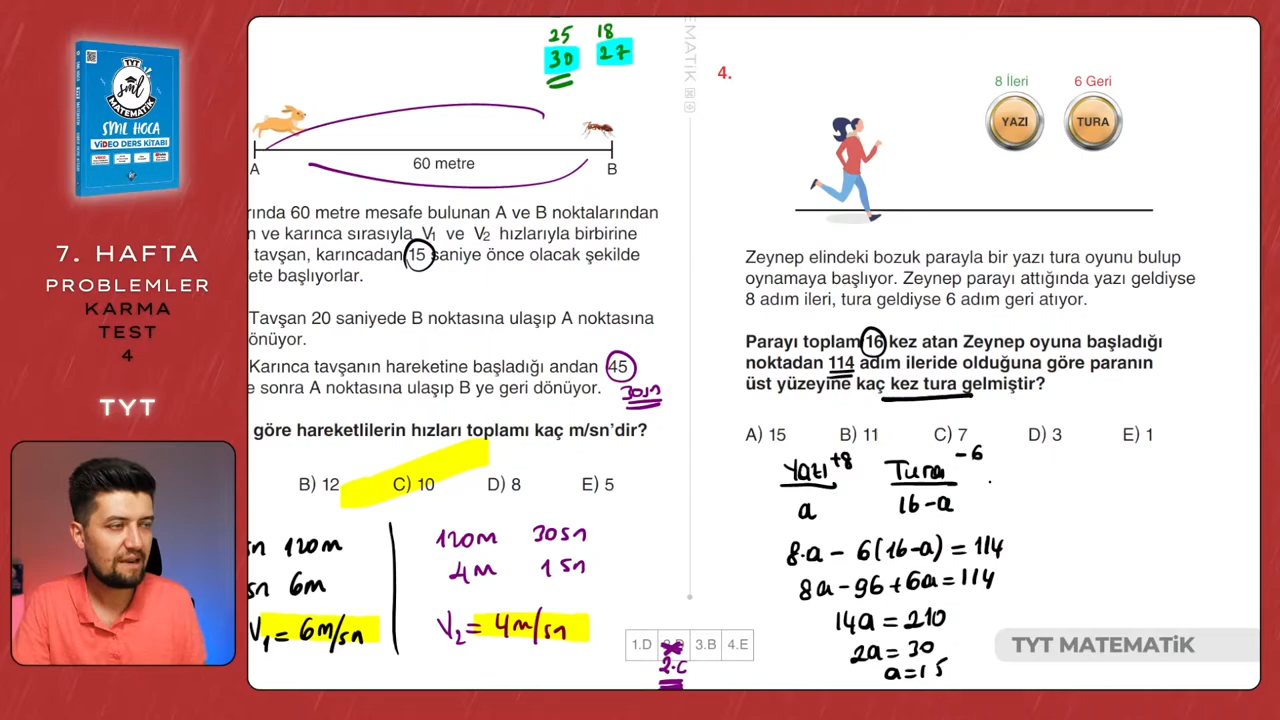 TYT
sml
MATEMATİK
SML HOCA
VİDEO DERS KİTABI
7. HAFTA
PROBLEMLER
KARMA
TEST
4
TYT
25 18
30 27
A 60 metre B
ında 60 metre mesafe bulunan A ve B noktalarından
n ve karınca sırasıyla V1 ve V2 hızlarıyla birbirine
tavşan, karıncadan 15 saniye önce olacak şekilde
ete başlıyorlar.
Tavşan 20 saniyede B noktasına ulaşıp A noktasına
önüyor.
Karınca tavşanın hareketine başladığı andan 45
e sonra A noktasına ulaşıp B ye geri dönüyor.
30sn
göre hareketlilerin hızları toplamı kaç m/sn'dir?
B) 12 C) 10 D) 8 E) 5
sn 120m
sn 6m
V1 = 6m/sn
120m 30sn
4m 1sn
V2 = 4m/sn
1.D 3.B 4.E
2.C
EMATİK
4.
8 İleri 6 Geri
YAZI TURA
Zeynep elindeki bozuk parayla bir yazı tura oyunu bulup
oynamaya başlıyor. Zeynep parayı attığında yazı geldiyse
8 adım ileri, tura geldiyse 6 adım geri atıyor.
Parayı toplam 16 kez atan Zeynep oyuna başladığı
noktadan 114 adım ileride olduğuna göre paranın
üst yüzeyine kaç kez tura gelmiştir?
A) 15 B) 11 C) 7 D) 3 E) 1
Yazı +8 Tura -6
a 16-a
8·a - 6(16-a) = 114
8a - 96 + 6a = 114
14a = 210
2a = 30
a = 15
TYT MATEMATİK